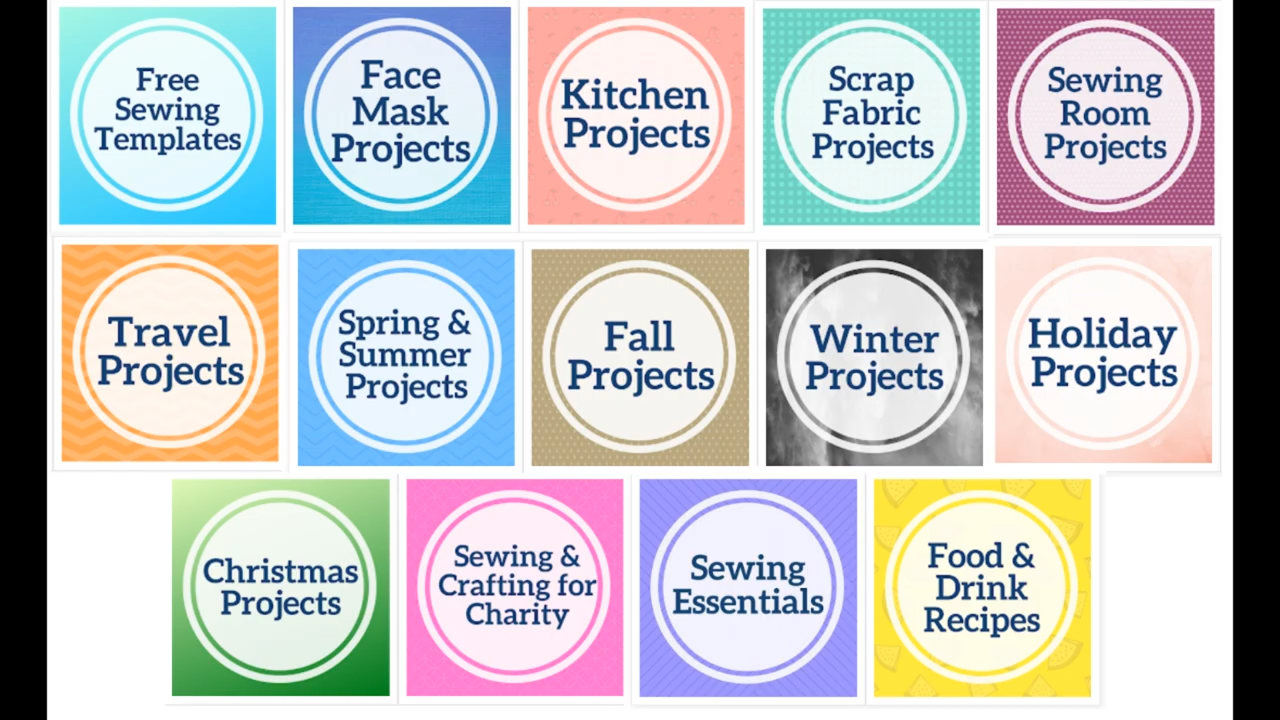 Free
Sewing
Templates
Face
Mask
Projects
Kitchen
Projects
Scrap
Fabric
Projects
Sewing
Room
Projects
Travel
Projects
Spring &
Summer
Projects
Fall
Projects
Winter
Projects
Holiday
Projects
Christmas
Projects
Sewing &
Crafting for
Charity
Sewing
Essentials
Food &
Drink
Recipes